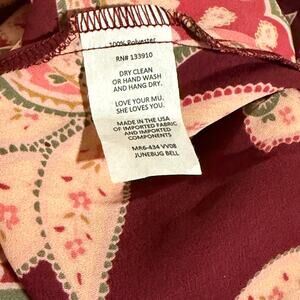 100% Polyester
RN# 133910
DRY CLEAN
OR HAND WASH
AND HANG DRY.
LOVE YOUR MU.
SHE LOVES YOU.
MADE IN THE USA
OF IMPORTED FABRIC
AND IMPORTED
COMPONENTS
MR6-434 VV08
JUNEBUG BELL